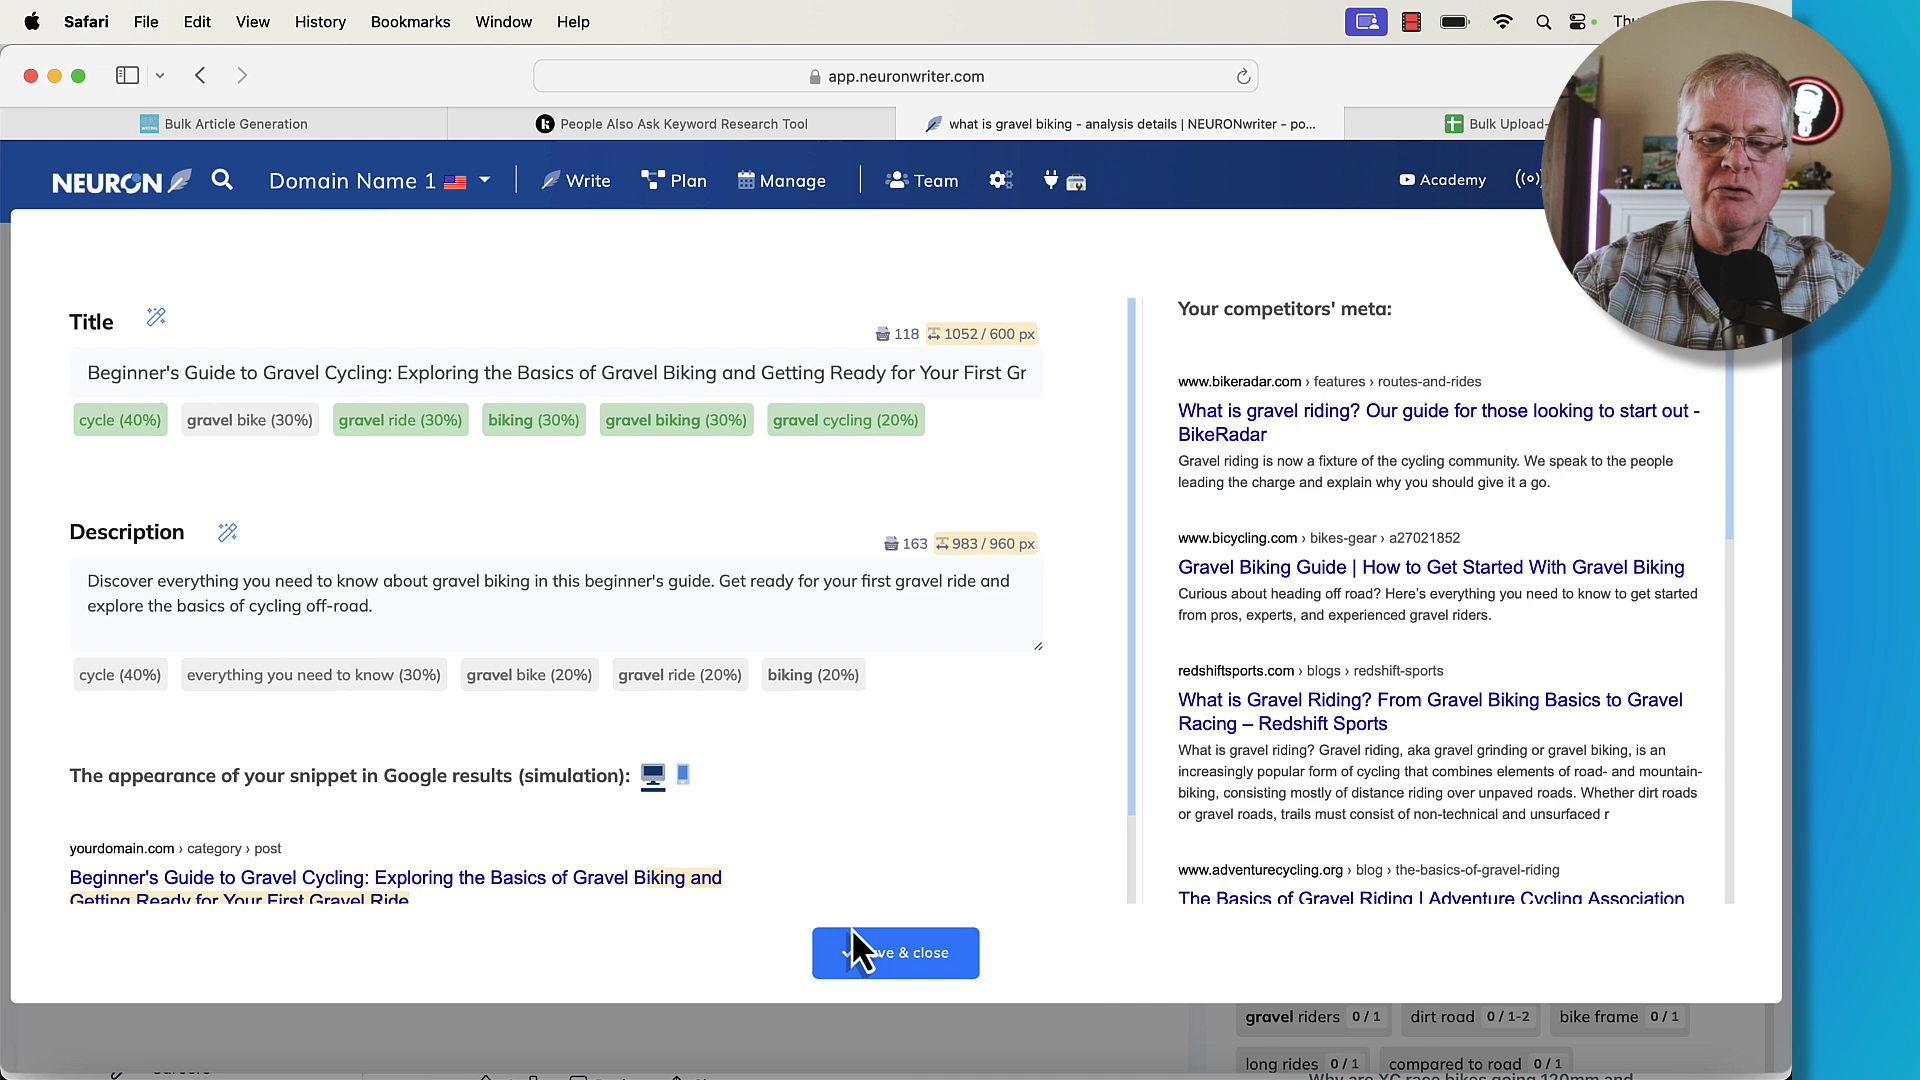 Safari File Edit View History Bookmarks Window Help
app.neuronwriter.com
Bulk Article Generation
People Also Ask Keyword Research Tool
what is gravel biking - analysis details | NEURONwriter - po...
Bulk Upload-
NEURON Domain Name 1 Write Plan Manage Team Academy
Title
118 1052 / 600 px
Beginner's Guide to Gravel Cycling: Exploring the Basics of Gravel Biking and Getting Ready for Your First Gr
cycle (40%) gravel bike (30%) gravel ride (30%) biking (30%) gravel biking (30%) gravel cycling (20%)
Description
163 983 / 960 px
Discover everything you need to know about gravel biking in this beginner's guide. Get ready for your first gravel ride and
explore the basics of cycling off-road.
cycle (40%) everything you need to know (30%) gravel bike (20%) gravel ride (20%) biking (20%)
The appearance of your snippet in Google results (simulation):
yourdomain.com › category › post
Beginner's Guide to Gravel Cycling: Exploring the Basics of Gravel Biking and
Getting Ready for Your First Gravel Ride
Your competitors' meta:
www.bikeradar.com › features › routes-and-rides
What is gravel riding? Our guide for those looking to start out -
BikeRadar
Gravel riding is now a fixture of the cycling community. We speak to the people
leading the charge and explain why you should give it a go.
www.bicycling.com › bikes-gear › a27021852
Gravel Biking Guide | How to Get Started With Gravel Biking
Curious about heading off road? Here's everything you need to know to get started
from pros, experts, and experienced gravel riders.
redshiftsports.com › blogs › redshift-sports
What is Gravel Riding? From Gravel Biking Basics to Gravel
Racing – Redshift Sports
What is gravel riding? Gravel riding, aka gravel grinding or gravel biking, is an
increasingly popular form of cycling that combines elements of road- and mountain-
biking, consisting mostly of distance riding over unpaved roads. Whether dirt roads
or gravel roads, trails must consist of non-technical and unsurfaced r
www.adventurecycling.org › blog › the-basics-of-gravel-riding
The Basics of Gravel Riding | Adventure Cycling Association
& close
gravel riders 0 / 1 dirt road 0 / 1-2 bike frame 0 / 1
long rides 0 / 1 compared to road 0 / 1